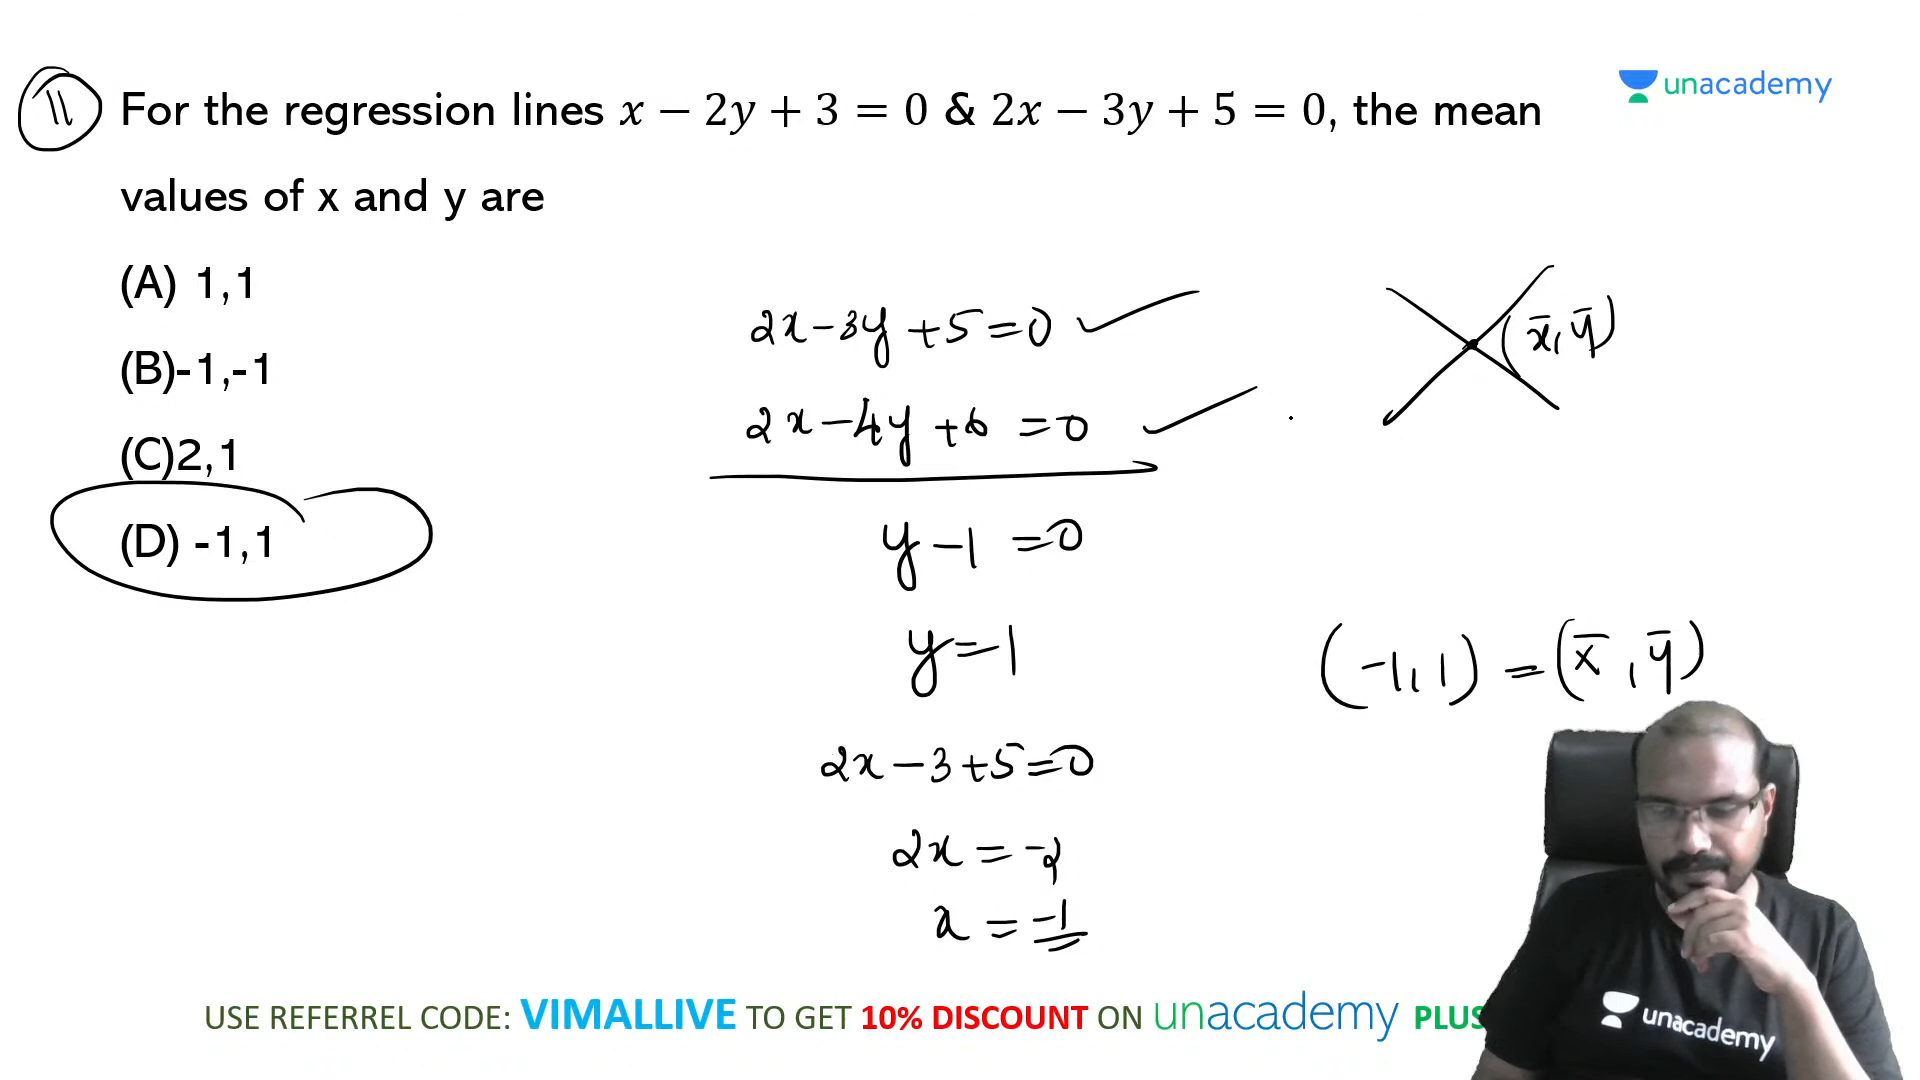 11 For the regression lines x − 2y + 3 = 0 & 2x − 3y + 5 = 0, the mean
unacademy
values of x and y are
(A) 1,1
(B)-1,-1
(C)2,1
(D) -1,1
2x-3y+5=0
2x-4y+6=0
(x̄, ȳ)
y-1=0
y=1
2x-3+5=0
2x=-2
x=-1
(-1,1)=(x̄,ȳ)
USE REFERREL CODE: VIMALLIVE TO GET 10% DISCOUNT ON unacademy PLUS
unacademy